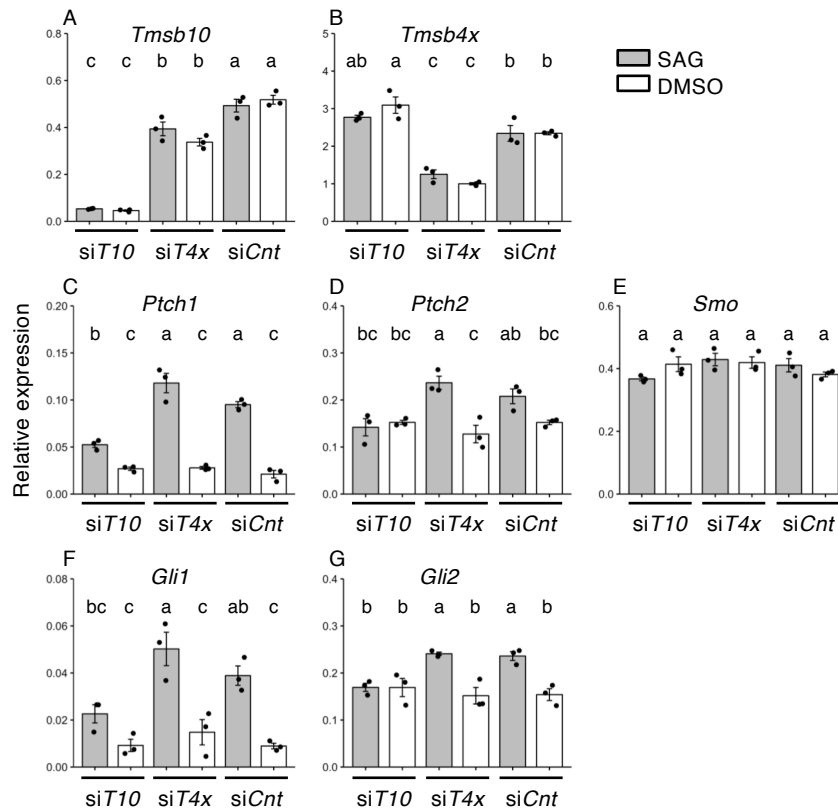 A
Tmsb10
c c b b a a
0.6
0.4
0.2
0.0
siT10 siT4x siCnt
B
Tmsb4x
ab a c c b b
5
4
3
2
1
0
siT10 siT4x siCnt
SAG
DMSO
Relative expression
C
Ptch1
b c a c a c
0.20
0.15
0.10
0.05
0.00
siT10 siT4x siCnt
D
Ptch2
bc bc a c ab bc
0.4
0.3
0.2
0.1
0.0
siT10 siT4x siCnt
E
Smo
a a a a a a
0.6
0.4
0.2
0.0
siT10 siT4x siCnt
F
Gli1
bc c a c ab c
0.08
0.06
0.04
0.02
0.00
siT10 siT4x siCnt
G
Gli2
b b a b a b
0.4
0.3
0.2
0.1
0.0
siT10 siT4x siCnt